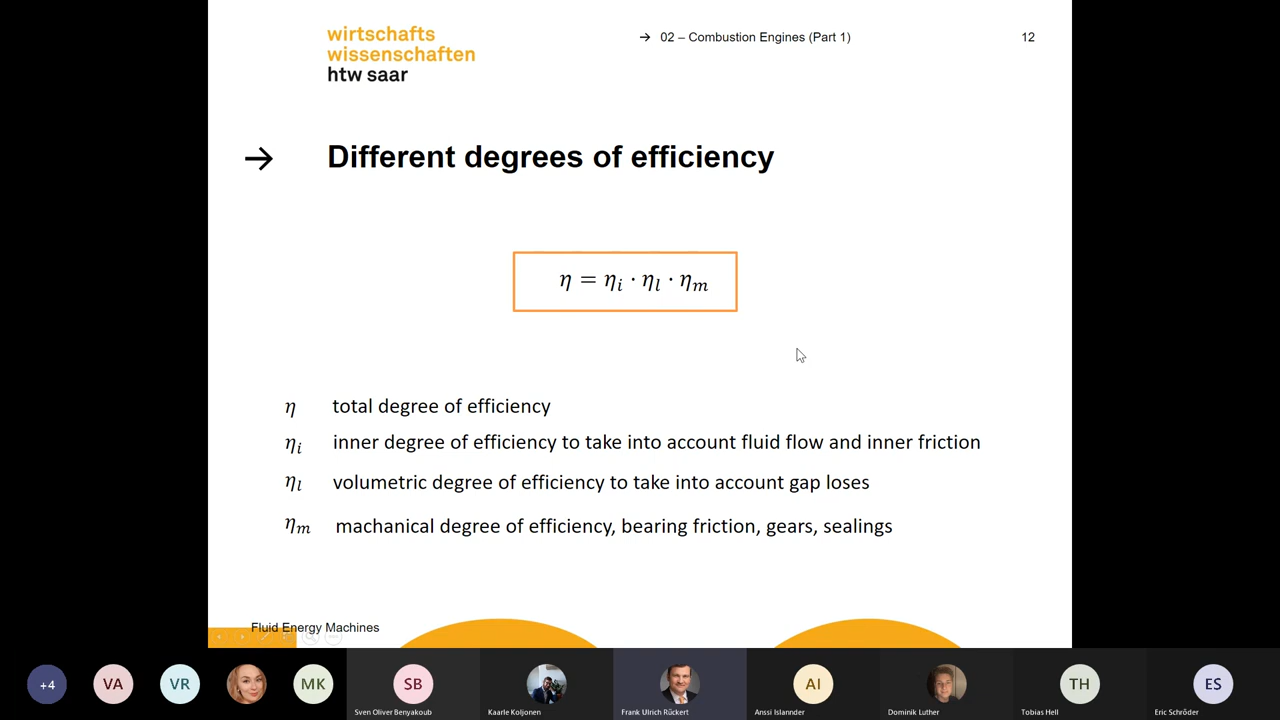 wirtschafts
wissenschaften
htw saar
→ 02 – Combustion Engines (Part 1)
12
→ Different degrees of efficiency
η = ηᵢ · ηₗ · ηₘ
η total degree of efficiency
ηᵢ inner degree of efficiency to take into account fluid flow and inner friction
ηₗ volumetric degree of efficiency to take into account gap loses
ηₘ machanical degree of efficiency, bearing friction, gears, sealings
Fluid Energy Machines
+4
VA
VR
MK
SB
Sven Oliver Benyakoub
Kaarle Koljonen
Frank Ulrich Rückert
AI
Anssi Islannder
Dominik Luther
TH
Tobias Hell
ES
Eric Schröder